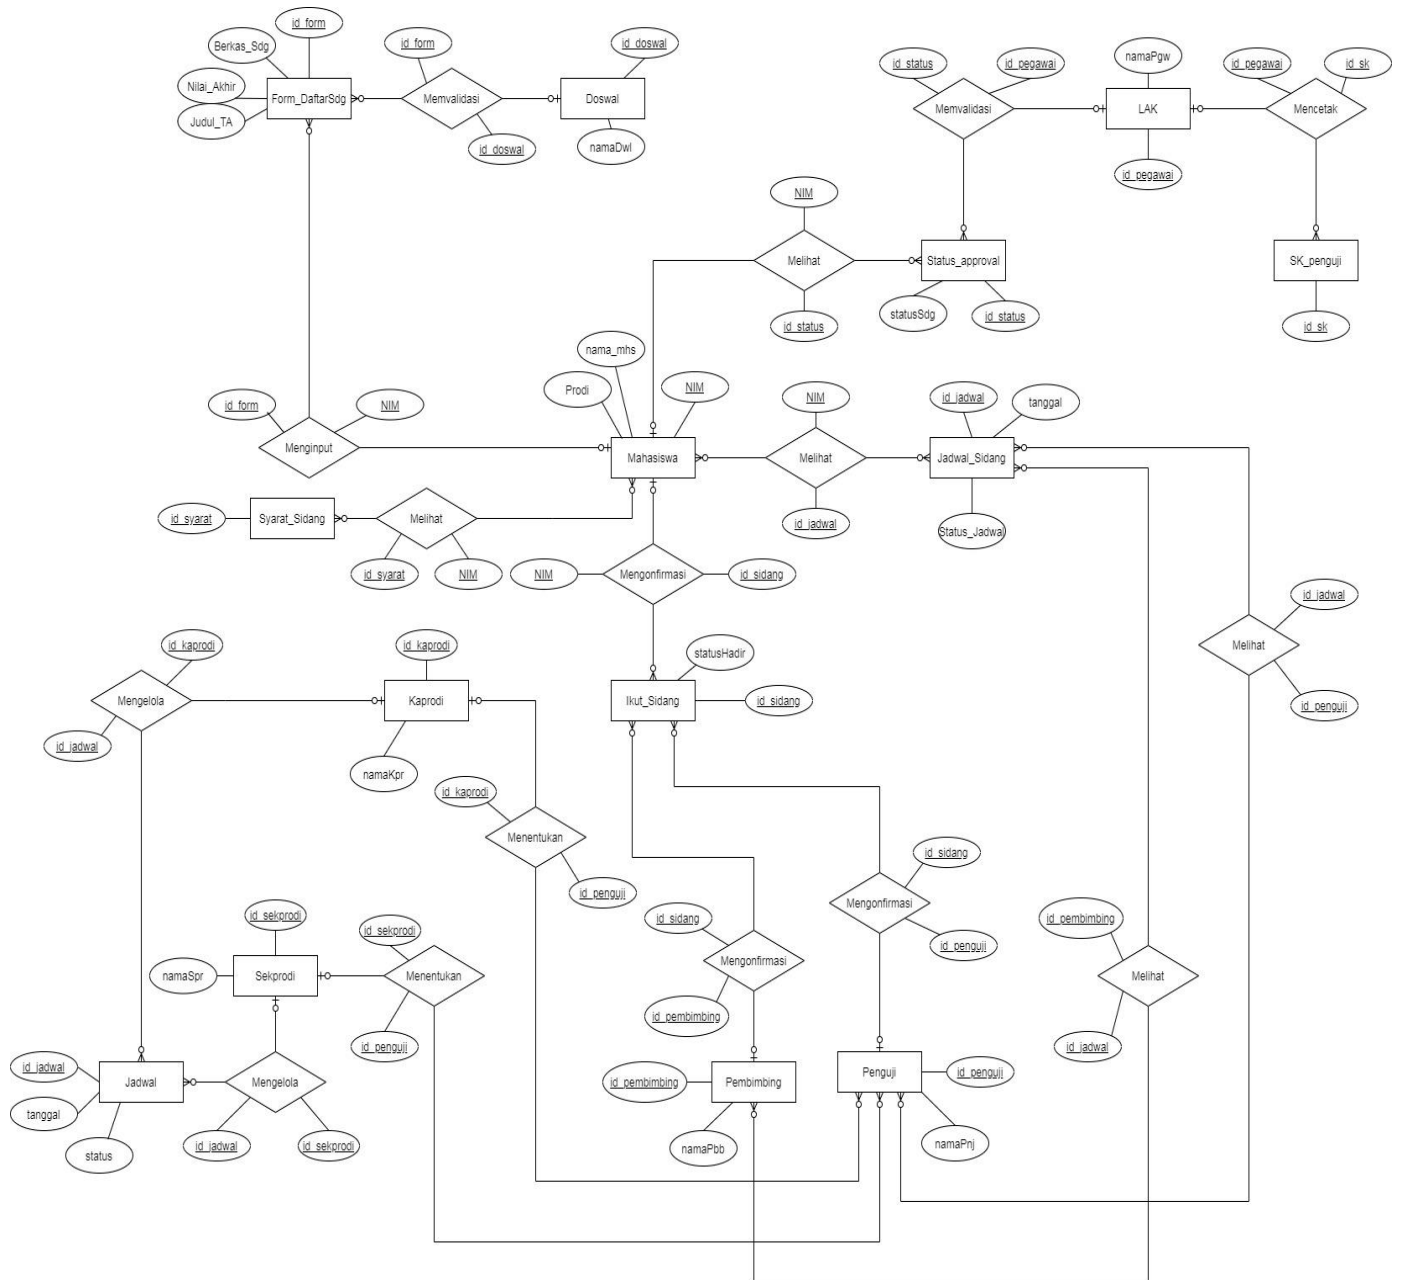 id_form
Berkas_Sdg
Nilai_Akhir
Judul_TA
Form_DaftarSdg
id_form
Memvalidasi
id_doswal
id_doswal
Doswal
namaDwl
id_status
id_pegawai
Memvalidasi
namaPgw
LAK
id_pegawai
id_pegawai
id_sk
Mencetak
NIM
Melihat
id_status
Status_approval
statusSdg
id_status
SK_penguji
id_sk
id_form
NIM
Menginput
nama_mhs
Prodi
NIM
Mahasiswa
NIM
Melihat
id_jadwal
id_jadwal
tanggal
Jadwal_Sidang
Status_Jadwal
id_syarat
Syarat_Sidang
Melihat
id_syarat
NIM
NIM
Mengonfirmasi
id_sidang
id_jadwal
Melihat
id_penguji
id_kaprodi
Mengelola
id_jadwal
id_kaprodi
Kaprodi
namaKpr
statusHadir
Ikut_Sidang
id_sidang
id_kaprodi
Menentukan
id_penguji
id_sidang
Mengonfirmasi
id_penguji
id_sekprodi
namaSpr
Sekprodi
id_sekprodi
Menentukan
id_penguji
id_sidang
Mengonfirmasi
id_pembimbing
id_pembimbing
Melihat
id_jadwal
id_jadwal
tanggal
Jadwal
status
Mengelola
id_jadwal
id_sekprodi
id_pembimbing
Pembimbing
namaPbb
Penguji
id_penguji
namaPnj